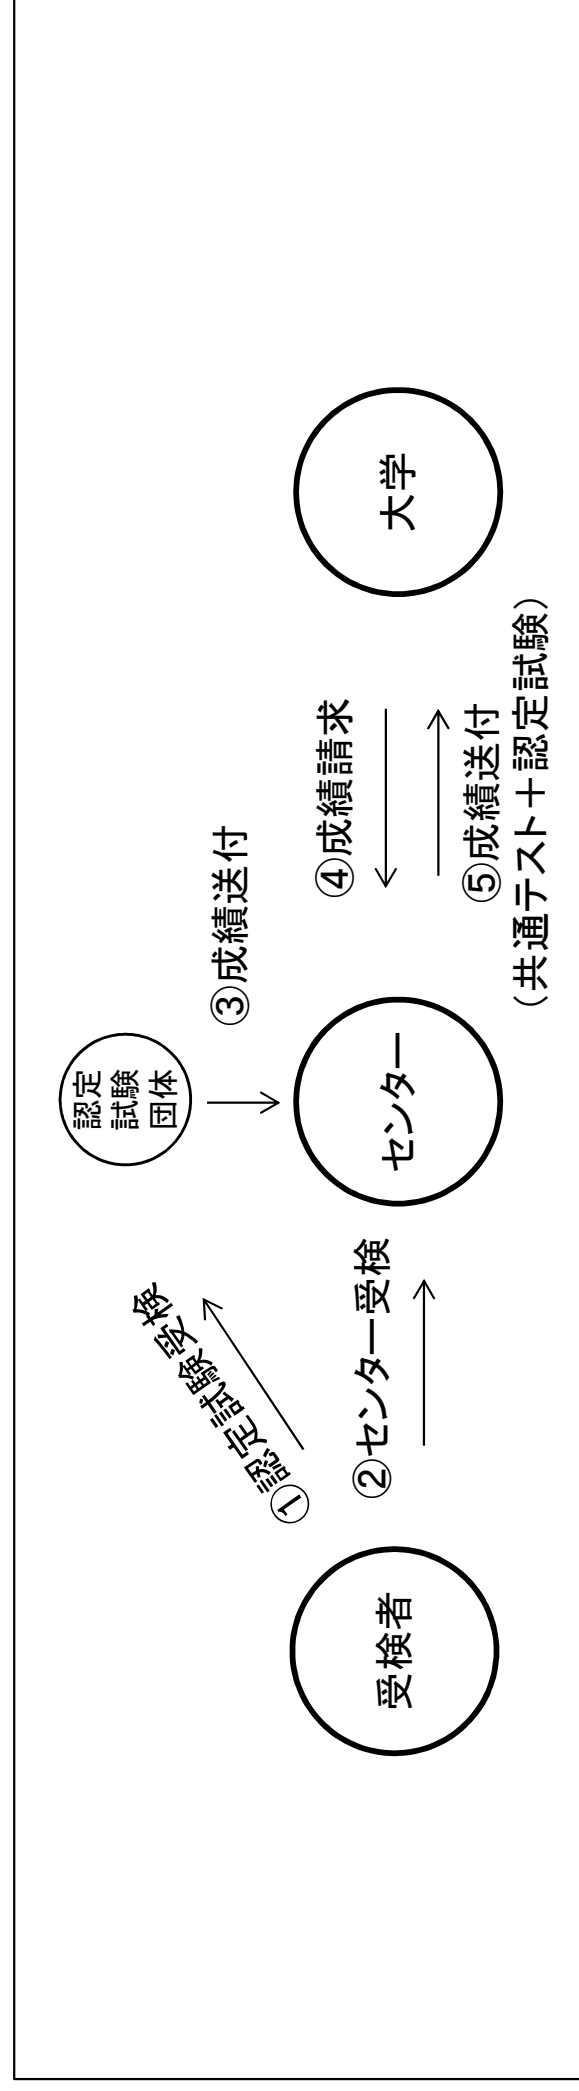 ①認定試験受検
②センター受検
受検者
認定
試験
団体
③成績送付
センター
④成績請求
⑤成績送付
（共通テスト＋認定試験）
大学